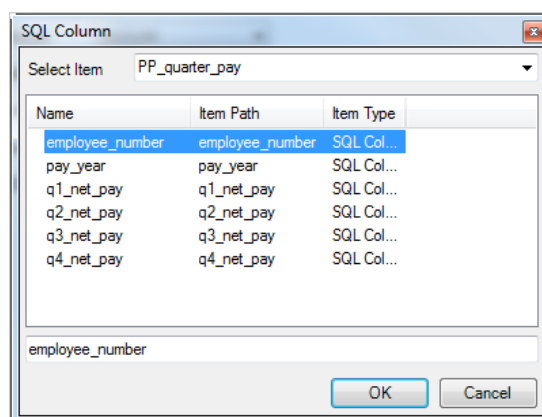 SQL Column
Select Item PP_quarter_pay
Name Item Path Item Type
employee_number employee_number SQL Col...
pay_year pay_year SQL Col...
q1_net_pay q1_net_pay SQL Col...
q2_net_pay q2_net_pay SQL Col...
q3_net_pay q3_net_pay SQL Col...
q4_net_pay q4_net_pay SQL Col...
employee_number
OK Cancel